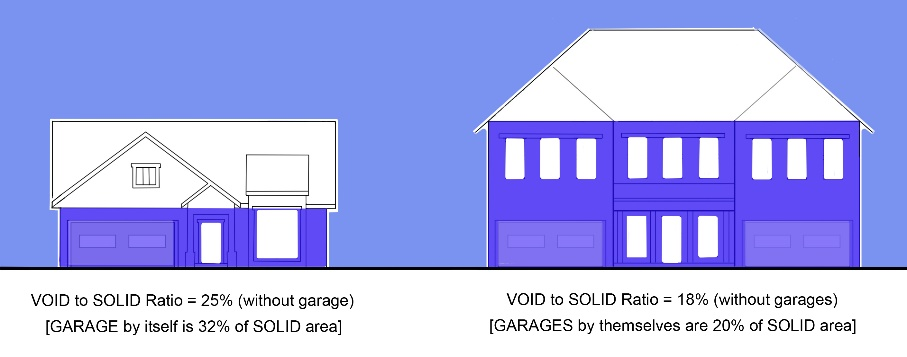 VOID to SOLID Ratio = 25% (without garage)
[GARAGE by itself is 32% of SOLID area]
VOID to SOLID Ratio = 18% (without garages)
[GARAGES by themselves are 20% of SOLID area]